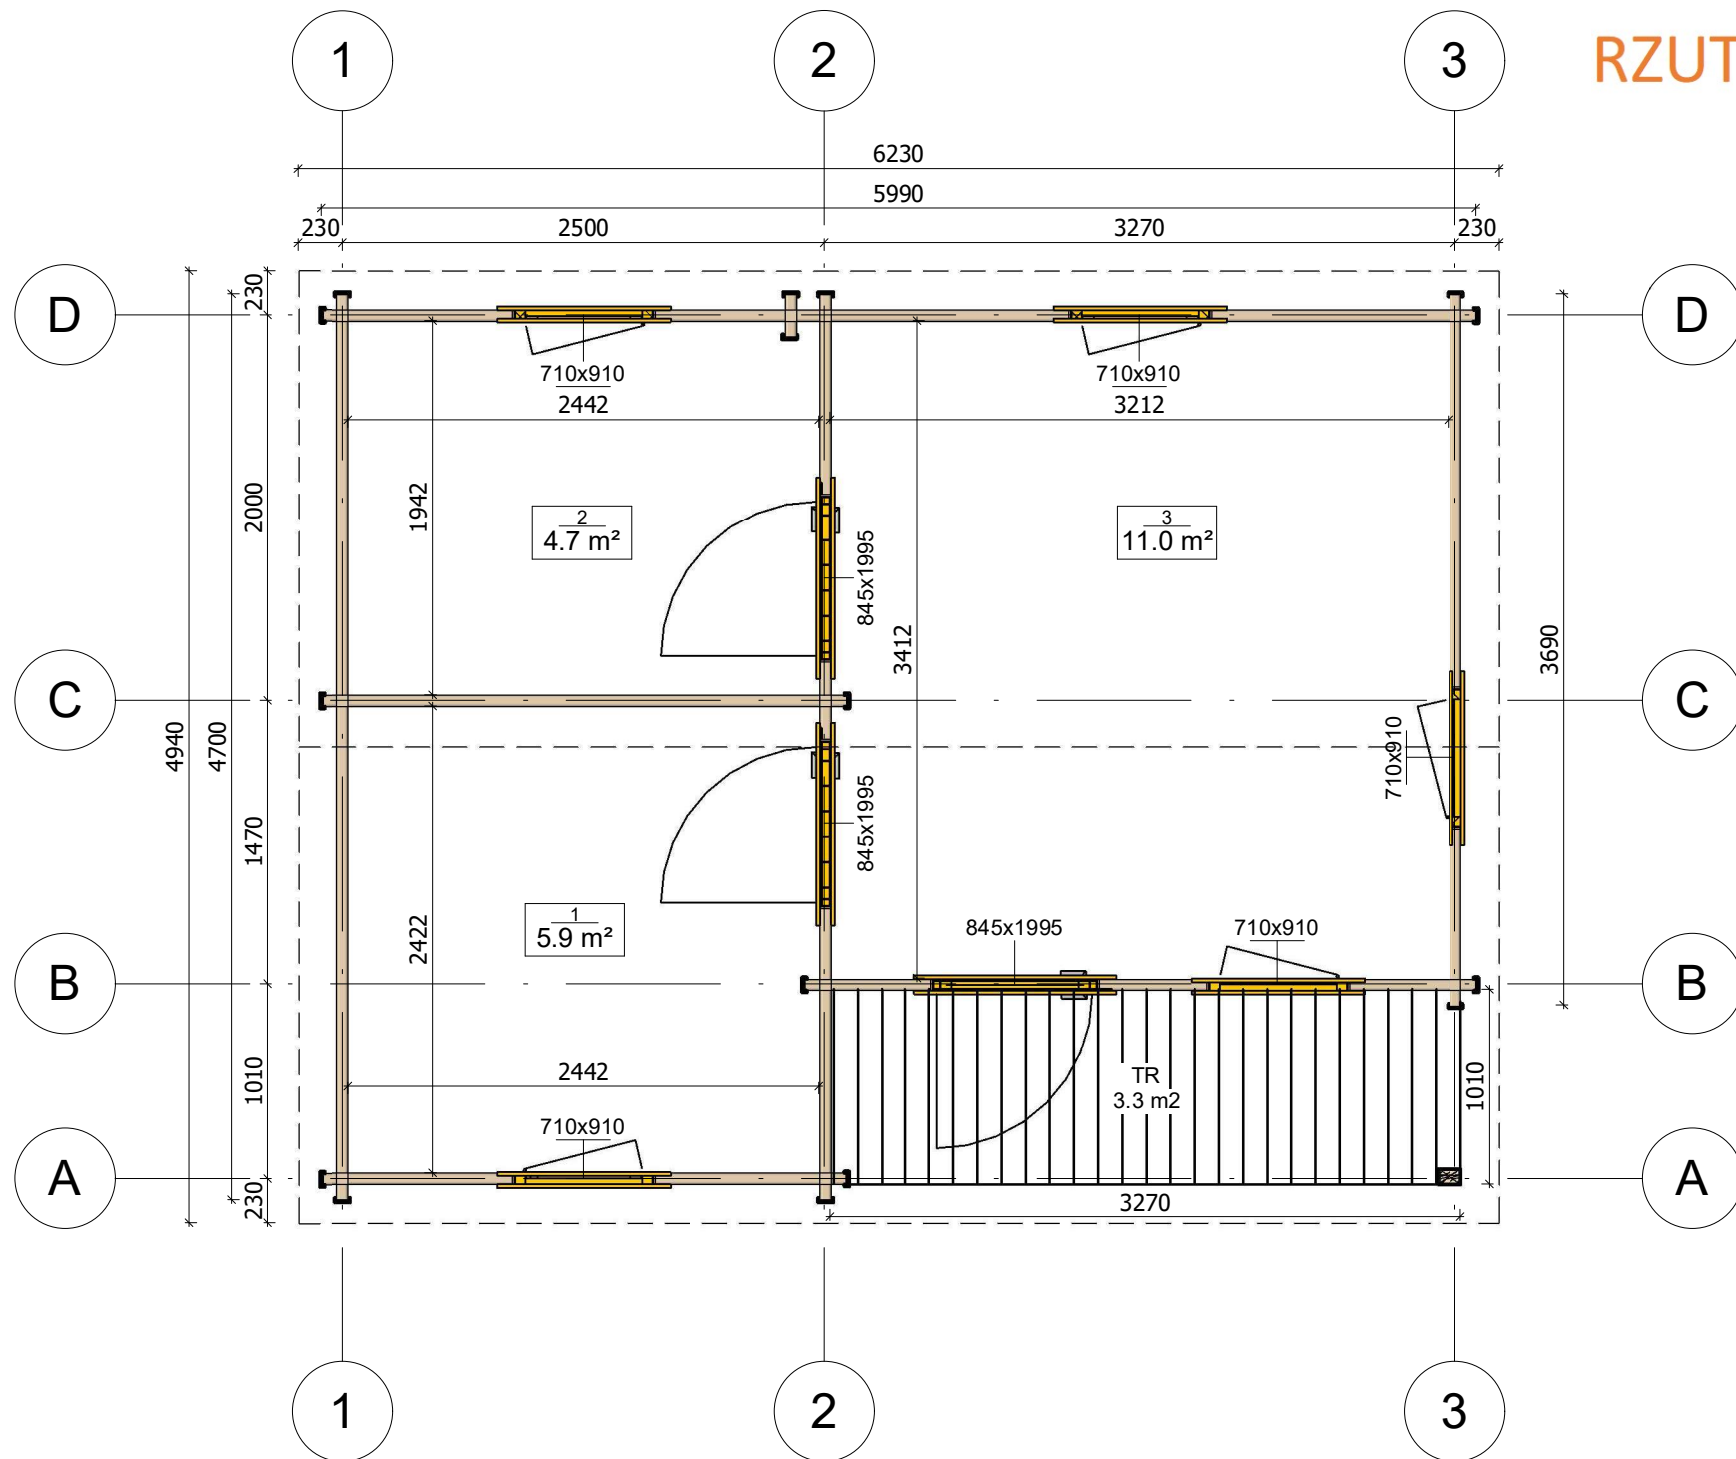 1
2
3
RZUT
6230
5990
230
2500
3270
230
D
D
230
4940
4700
2000
1470
1010
230
710x910
2442
710x910
3212
1942
2
4.7 m²
3
11.0 m²
845x1995
3412
3690
C
C
710x910
845x1995
2422
1
5.9 m²
845x1995
710x910
B
B
2442
TR
3.3 m2
1010
710x910
A
A
3270
1
2
3